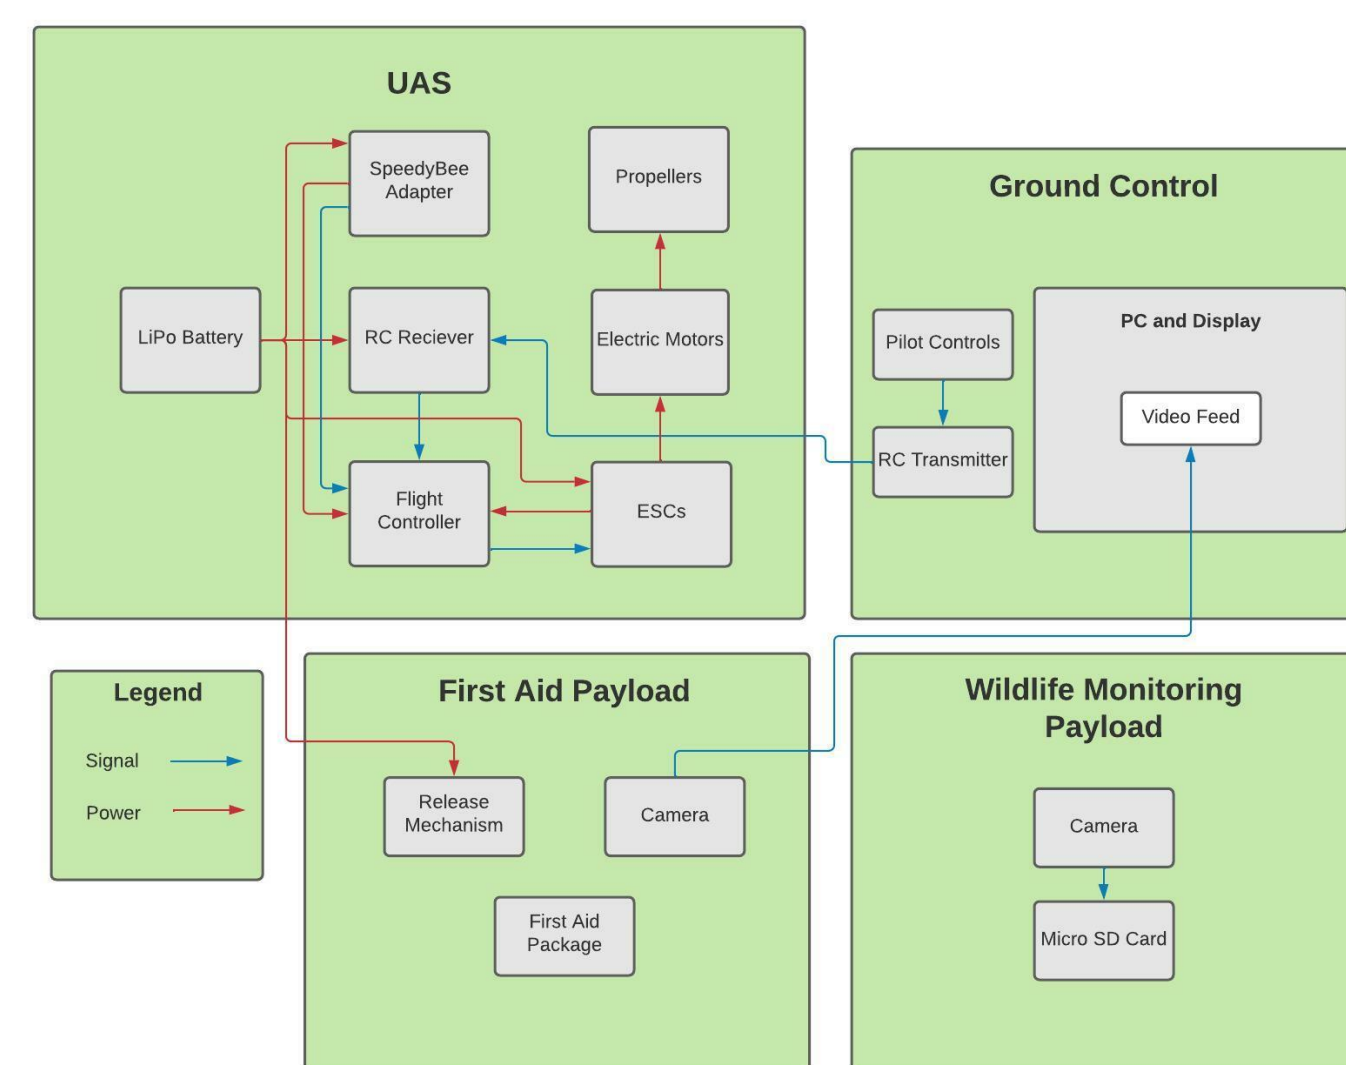 UAS
SpeedyBee
Adapter
Propellers
LiPo Battery
RC Reciever
Electric Motors
Flight
Controller
ESCs
Ground Control
Pilot Controls
RC Transmitter
PC and Display
Video Feed
Legend
Signal
Power
First Aid Payload
Release
Mechanism
Camera
First Aid
Package
Wildlife Monitoring
Payload
Camera
Micro SD Card